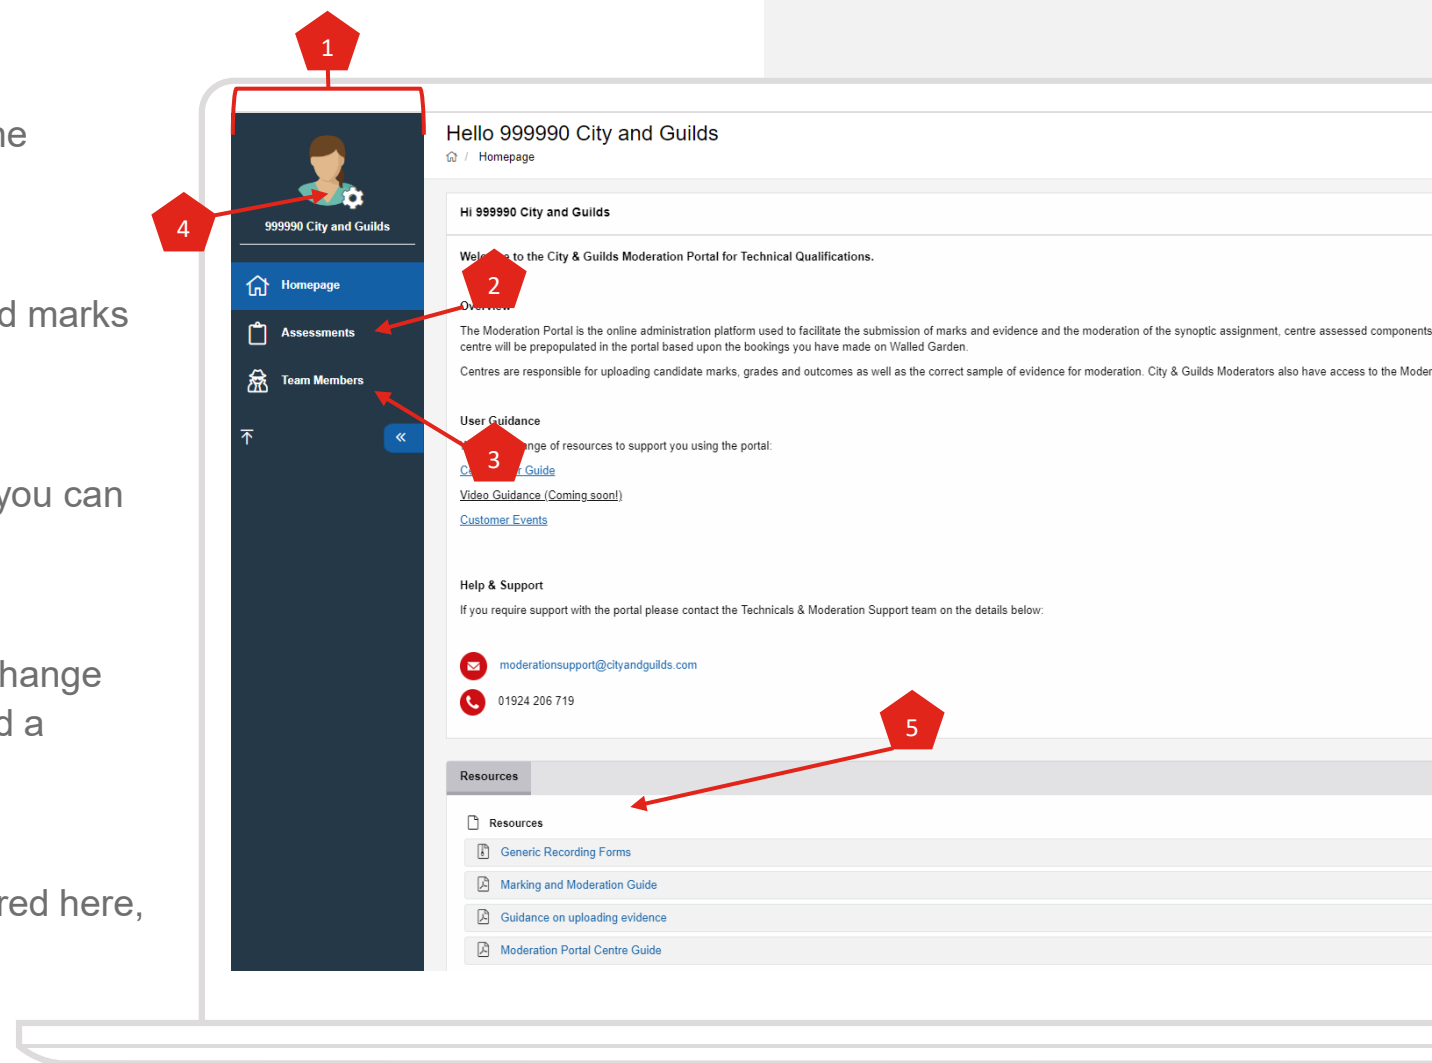 1
ne
d marks
you can
hange
d a
red here,
4
999990 City and Guilds
Homepage
Assessments
Team Members
Hello 999990 City and Guilds
/ Homepage
Hi 999990 City and Guilds
Welcome to the City & Guilds Moderation Portal for Technical Qualifications.
2
Overview
The Moderation Portal is the online administration platform used to facilitate the submission of marks and evidence and the moderation of the synoptic assignment, centre assessed components
centre will be prepopulated in the portal based upon the bookings you have made on Walled Garden.
Centres are responsible for uploading candidate marks, grades and outcomes as well as the correct sample of evidence for moderation. City & Guilds Moderators also have access to the Moder
User Guidance
nge of resources to support you using the portal:
3
Guide
Video Guidance (Coming soon!)
Customer Events
Help & Support
If you require support with the portal please contact the Technicals & Moderation Support team on the details below:
moderationsupport@cityandguilds.com
01924 206 719
5
Resources
Resources
Generic Recording Forms
Marking and Moderation Guide
Guidance on uploading evidence
Moderation Portal Centre Guide